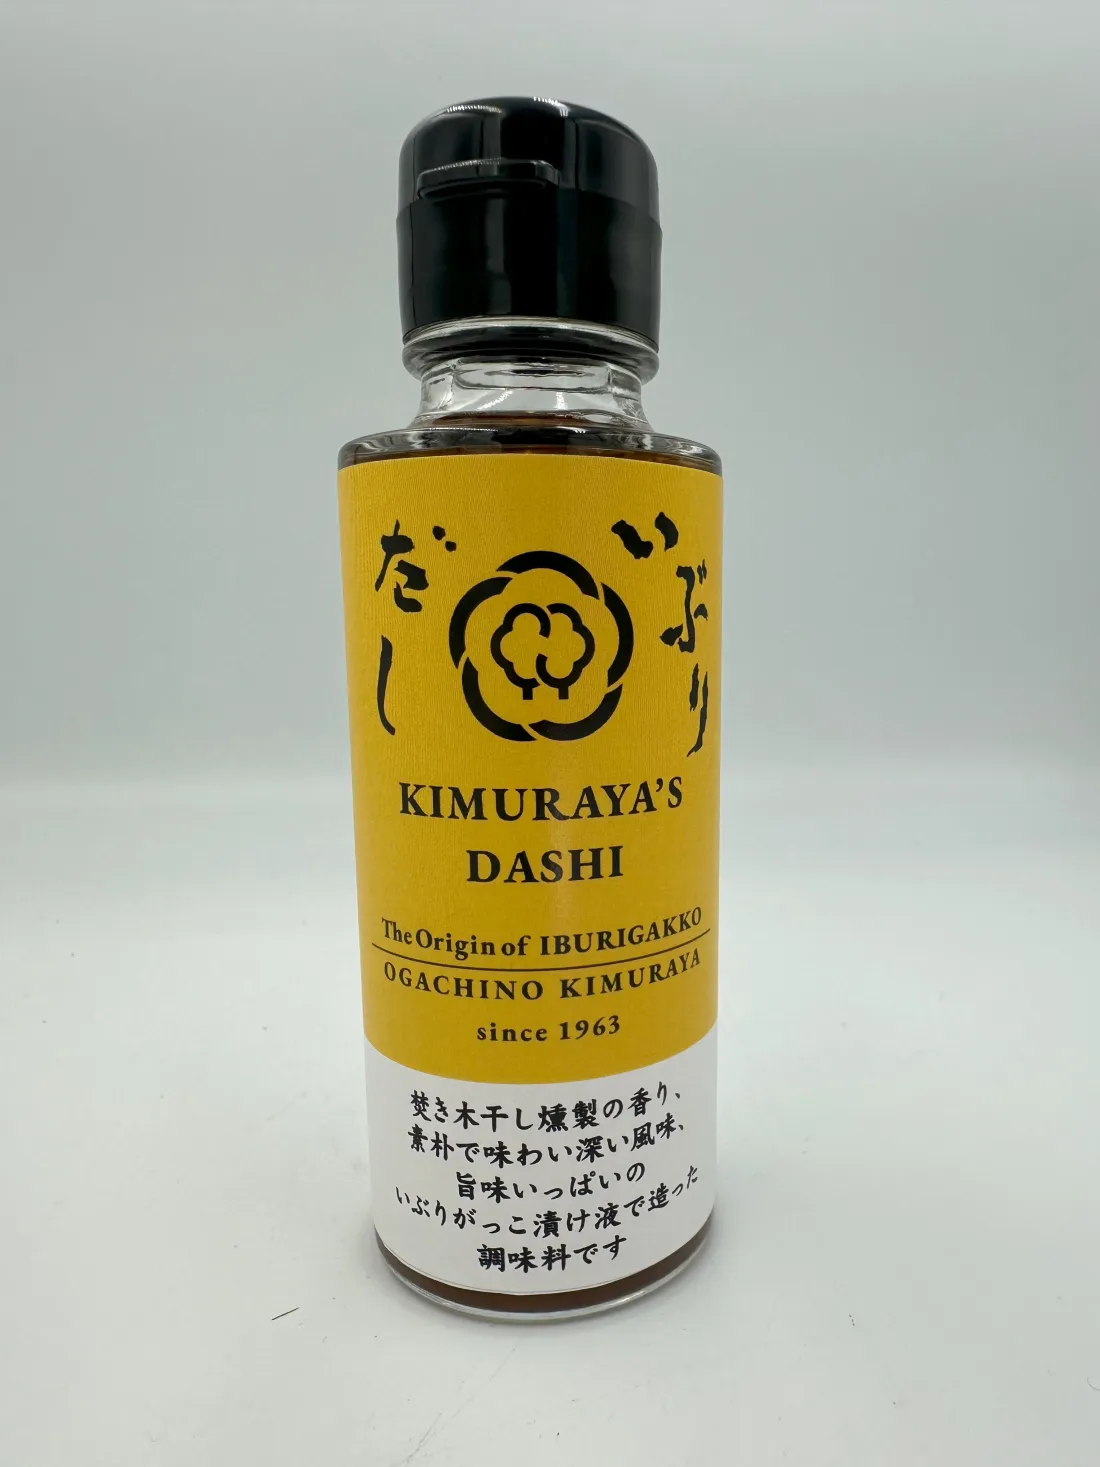 いぶり
だし
KIMURAYA'S
DASHI
The Origin of IBURIGAKKO
OGACHINO KIMURAYA
since 1963
焚き木干し燻製の香り、
素朴で味わい深い風味、
旨味いっぱいの
いぶりがっこ漬け液で造った
調味料です